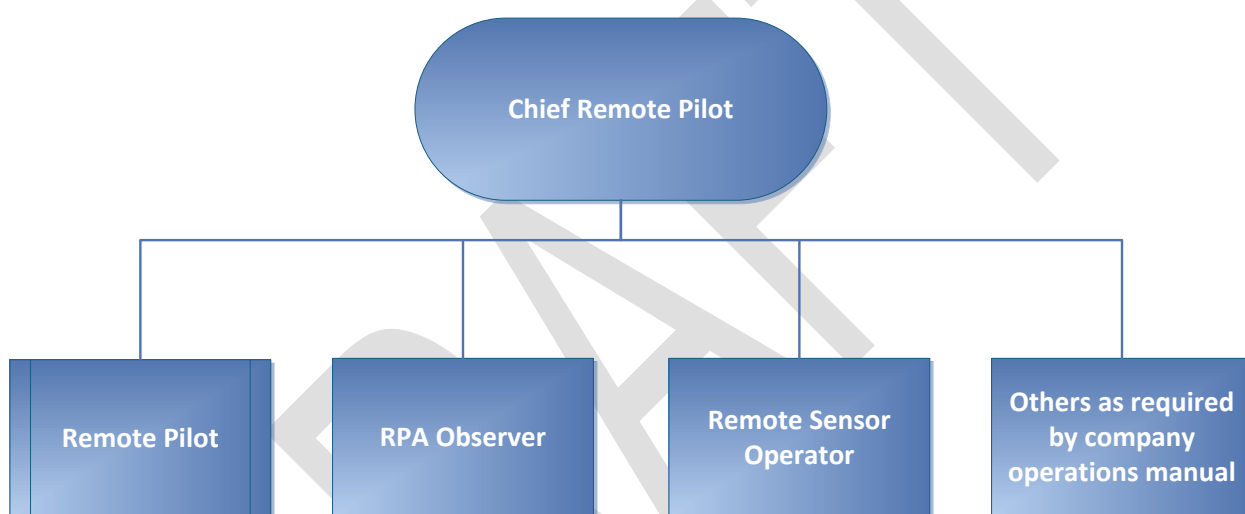 Chief Remote Pilot
Remote Pilot
RPA Observer
Remote Sensor
Operator
Others as required
by company
operations manual